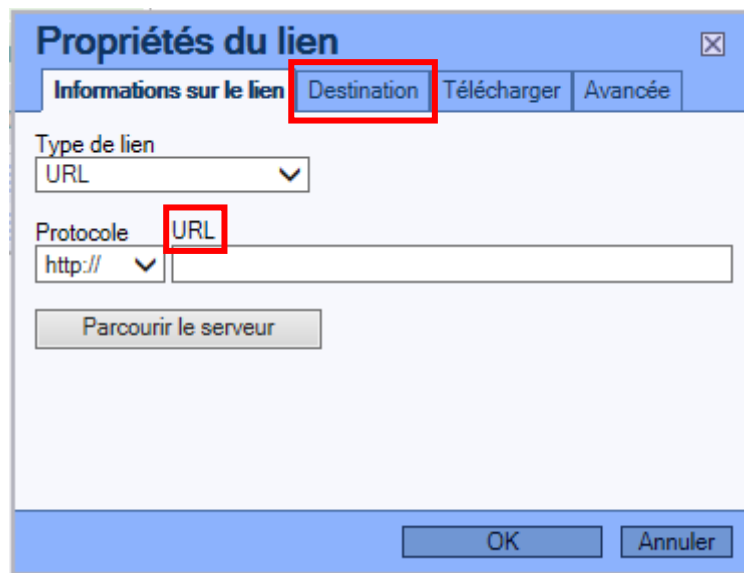 Propriétés du lien
Informations sur le lien Destination Télécharger Avancée
Type de lien
URL
Protocole URL
http://
Parcourir le serveur
OK Annuler